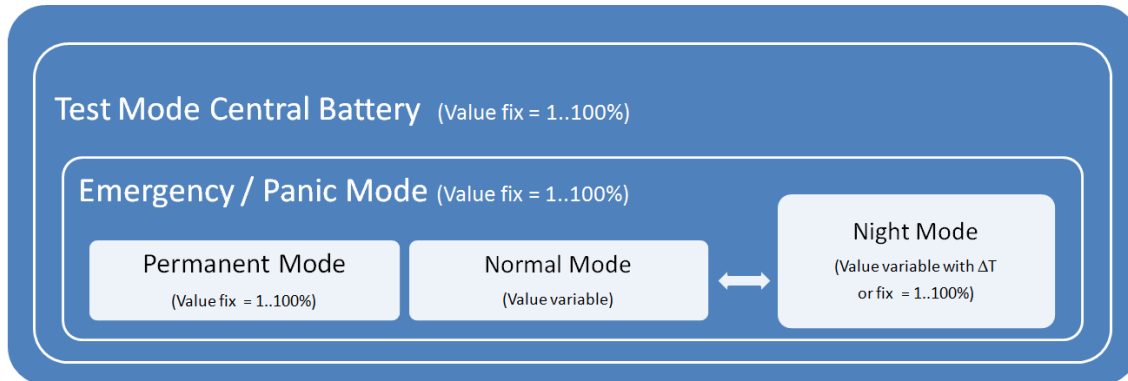 Test Mode Central Battery (Value fix = 1..100%)
Emergency / Panic Mode (Value fix = 1..100%)
Permanent Mode
(Value fix = 1..100%)
Normal Mode
(Value variable)
Night Mode
(Value variable with ΔT
or fix = 1..100%)